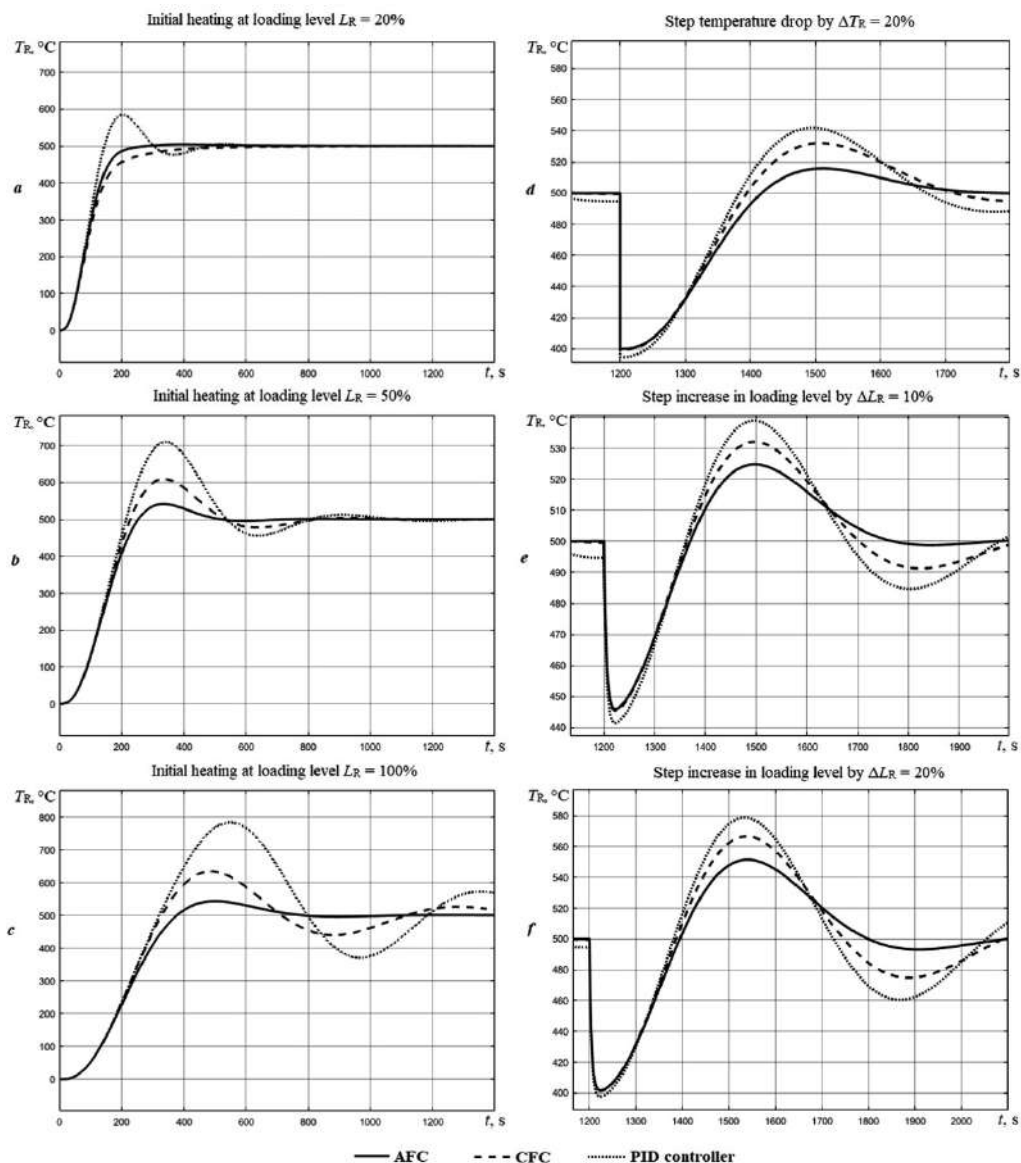 Initial heating at loading level LR = 20%
TR, °C
700
600
500
400
300
200
100
0
a
0 200 400 600 800 1000 1200 t, s
Initial heating at loading level LR = 50%
TR, °C
700
600
500
400
300
200
100
0
b
0 200 400 600 800 1000 1200 t, s
Initial heating at loading level LR = 100%
TR, °C
800
700
600
500
400
300
200
100
0
c
0 200 400 600 800 1000 1200 t, s
Step temperature drop by ΔTR = 20%
TR, °C
580
560
540
520
500
480
460
440
420
400
d
1200 1300 1400 1500 1600 1700 t, s
Step increase in loading level by ΔLR = 10%
TR, °C
530
520
510
500
490
480
470
460
450
440
e
1200 1300 1400 1500 1600 1700 1800 1900 t, s
Step increase in loading level by ΔLR = 20%
TR, °C
580
560
540
520
500
480
460
440
420
400
f
1200 1300 1400 1500 1600 1700 1800 1900 2000 t, s
AFC CFC PID controller